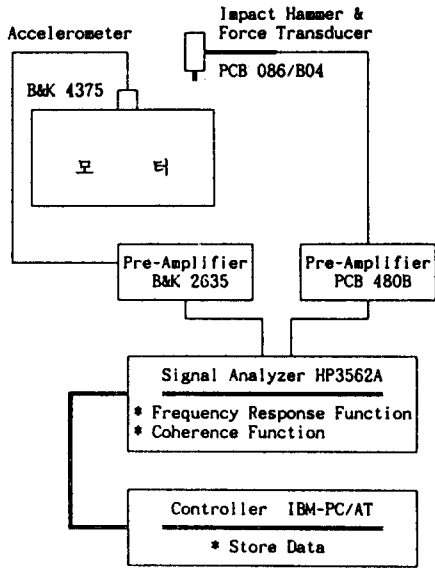 Impact Hammer &
Accelerometer
Force Transducer
PCB 086/B04
B&K 4375
모 터
Pre-Amplifier
B&K 2635
Pre-Amplifier
PCB 480B
Signal Analyzer HP3562A
* Frequency Response Function
* Coherence Function
Controller IBM-PC/AT
* Store Data